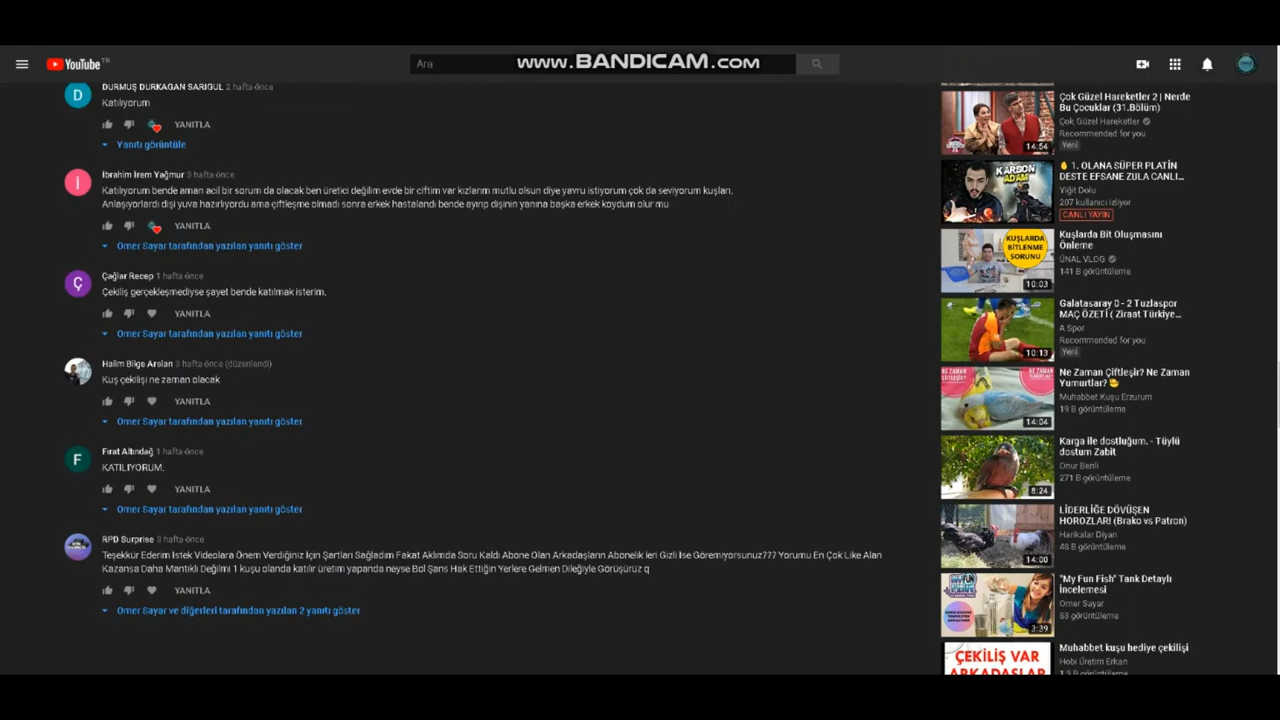 YouTube TR
Ara
WWW.BANDICAM.COM
DURMUŞ DURKAGAN SARIGÜL 2 hafta önce
Katılıyorum
YANITLA
Yanıtı görüntüle
İbrahim İrem Yağmur 3 hafta önce
Katılıyorum bende aman acil bir sorum da olacak ben üretici değilim evde bir ciftim var kızlarım mutlu olsun diye yavru istiyorum çok da seviyorum kuşları.
Anlaşıyorlardı dişi yuva hazırlıyordu ama çiftleşme olmadı sonra erkek hastalandı bende ayırıp dişinin yanına başka erkek koydum olur mu
YANITLA
Omer Sayar tarafından yazılan yanıtı göster
Çağlar Recep 1 hafta önce
Çekiliş gerçekleşmediyse şayet bende katılmak isterim.
YANITLA
Omer Sayar tarafından yazılan yanıtı göster
Halim Bilge Arslan 3 hafta önce (düzenlendi)
Kuş çekilişi ne zaman olacak
YANITLA
Omer Sayar tarafından yazılan yanıtı göster
Fırat Altındağ 1 hafta önce
KATILIYORUM.
YANITLA
Omer Sayar tarafından yazılan yanıtı göster
RPD Surprise 3 hafta önce
Teşekkür Ederim İstek Videolara Önem Verdiğiniz İçin Şartları Sağladım Fakat Aklımda Soru Kaldı Abone Olan Arkadaşların Abonelik leri Gizli İse Göremiyorsunuz??? Yorumu En Çok Like Alan
Kazansa Daha Mantıklı Değilmi 1 kuşu olanda katılır üretim yapanda neyse Bol Şans Hak Ettiğin Yerlere Gelmen Dileğiyle Görüşürüz q
YANITLA
Omer Sayar ve diğerleri tarafından yazılan 2 yanıtı göster
Çok Güzel Hareketler 2 | Nerde
Bu Çocuklar (31.Bölüm)
Çok Güzel Hareketler
Recommended for you
Yeni
14:54
1. OLANA SÜPER PLATİN
DESTE EFSANE ZULA CANLI...
Yiğit Dolu
207 kullanıcı izliyor
CANLI YAYIN
KARBON
ADAM
Kuşlarda Bit Oluşmasını
Önleme
ÜNAL VLOG
141 B görüntüleme
KUŞLARDA
BİTLENME
SORUNU
10:03
Galatasaray 0 - 2 Tuzlaspor
MAÇ ÖZETİ ( Ziraat Türkiye...
A Spor
Recommended for you
Yeni
10:13
Ne Zaman Çiftleşir? Ne Zaman
Yumurtlar?
Muhabbet Kuşu Erzurum
19 B görüntüleme
14:04
Karga ile dostluğum. - Tüylü
dostum Zabit
Onur Benli
271 B görüntüleme
8:24
LİDERLİĞE DÖVÜŞEN
HOROZLAR! (Brako vs Patron)
Harikalar Diyarı
48 B görüntüleme
14:00
"My Fun Fish" Tank Detaylı
İncelemesi
Omer Sayar
83 görüntüleme
3:39
Muhabbet kuşu hediye çekilişi
Hobi Üretim Erkan
1,3 B görüntüleme
ÇEKİLİŞ VAR
ARKADAŞLAR